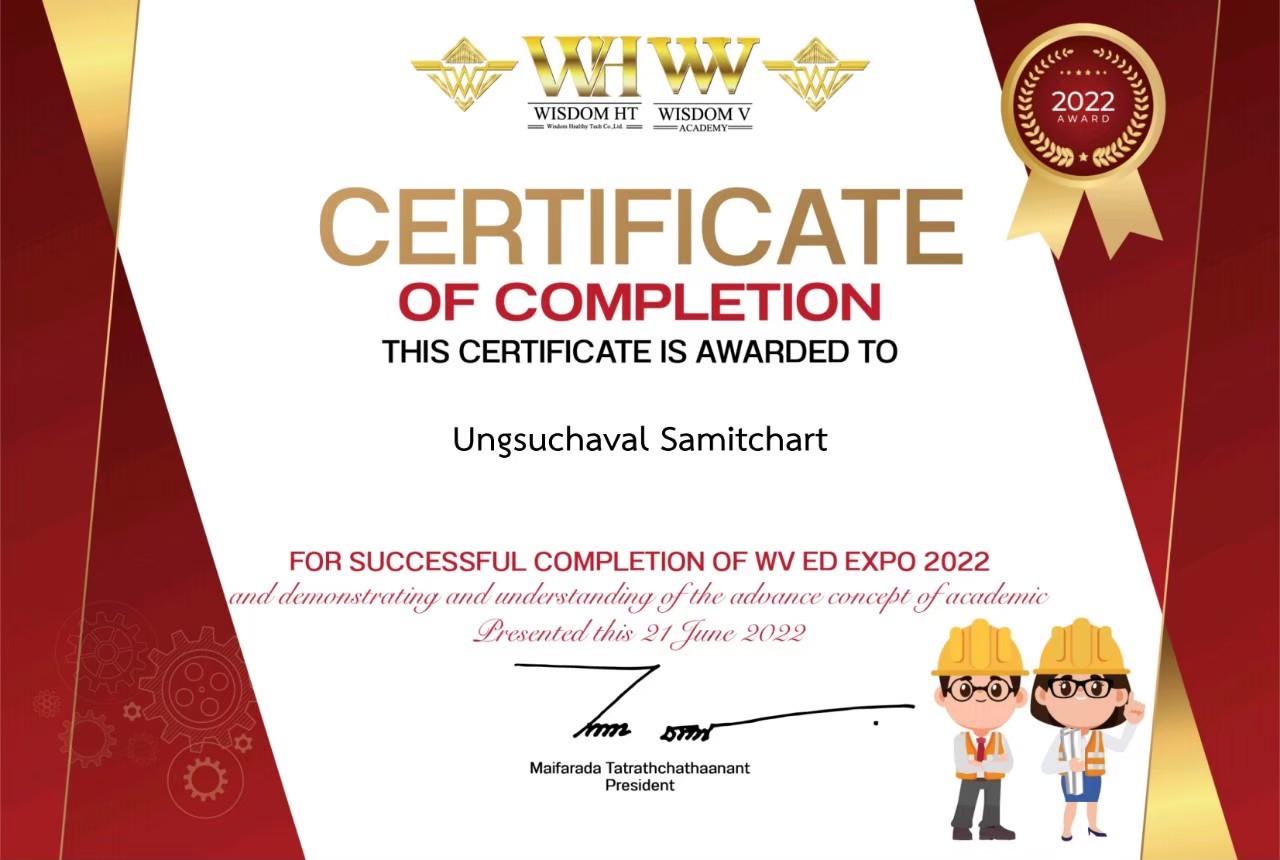 WH WV
WISDOM HT WISDOM V
Wisdom Healthy Tech Co.,Ltd. ACADEMY
2022
AWARD
CERTIFICATE
OF COMPLETION
THIS CERTIFICATE IS AWARDED TO
Ungsuchaval Samitchart
FOR SUCCESSFUL COMPLETION OF WV ED EXPO 2022
and demonstrating and understanding of the advance concept of academic
Presented this 21 June 2022
Maifarada Tatrathchathaanant
President